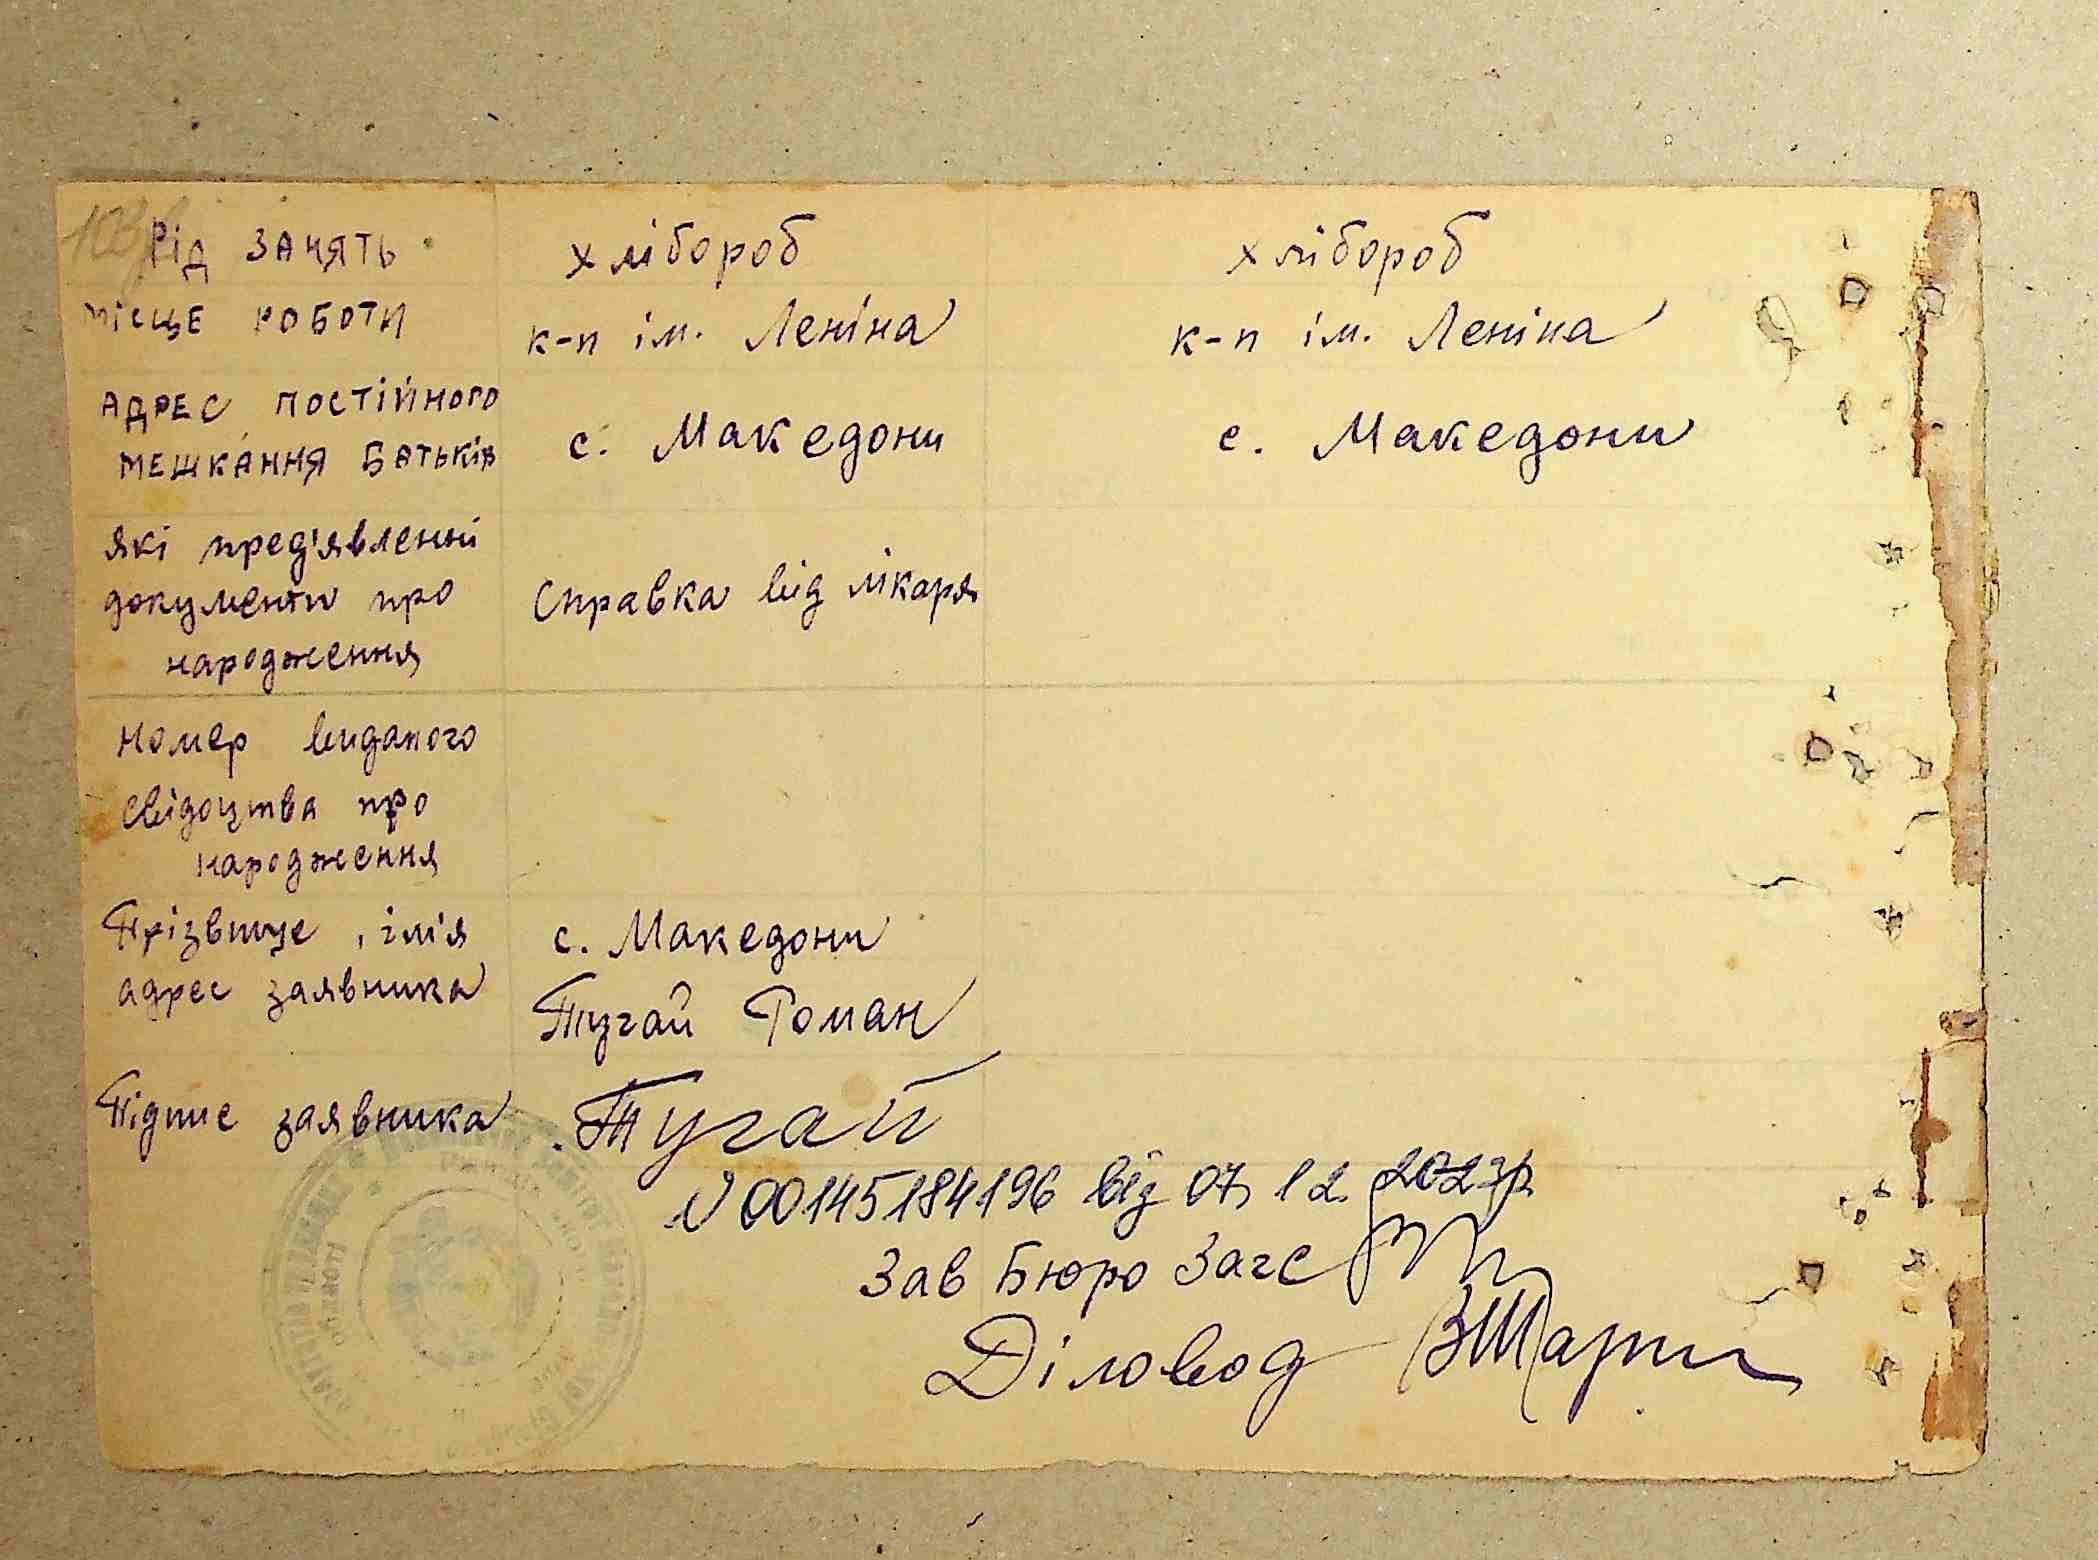 Рід занять хлібороб хлібороб
місце роботи к-п ім. Леніна к-п ім. Леніна
Адрес постійного
мешкання батьків с. Македони с. Македони
які пред'явленні
документи про Справка від лікаря
народження
Номер виданого
свідоцтва про
народження
Прізвище, ім'я с. Македони
адрес заявника Тугай Роман
Підпис заявника Тугай
N 00145184196 від 07.12.2023р.
Зав Бюро Загс
Діловод